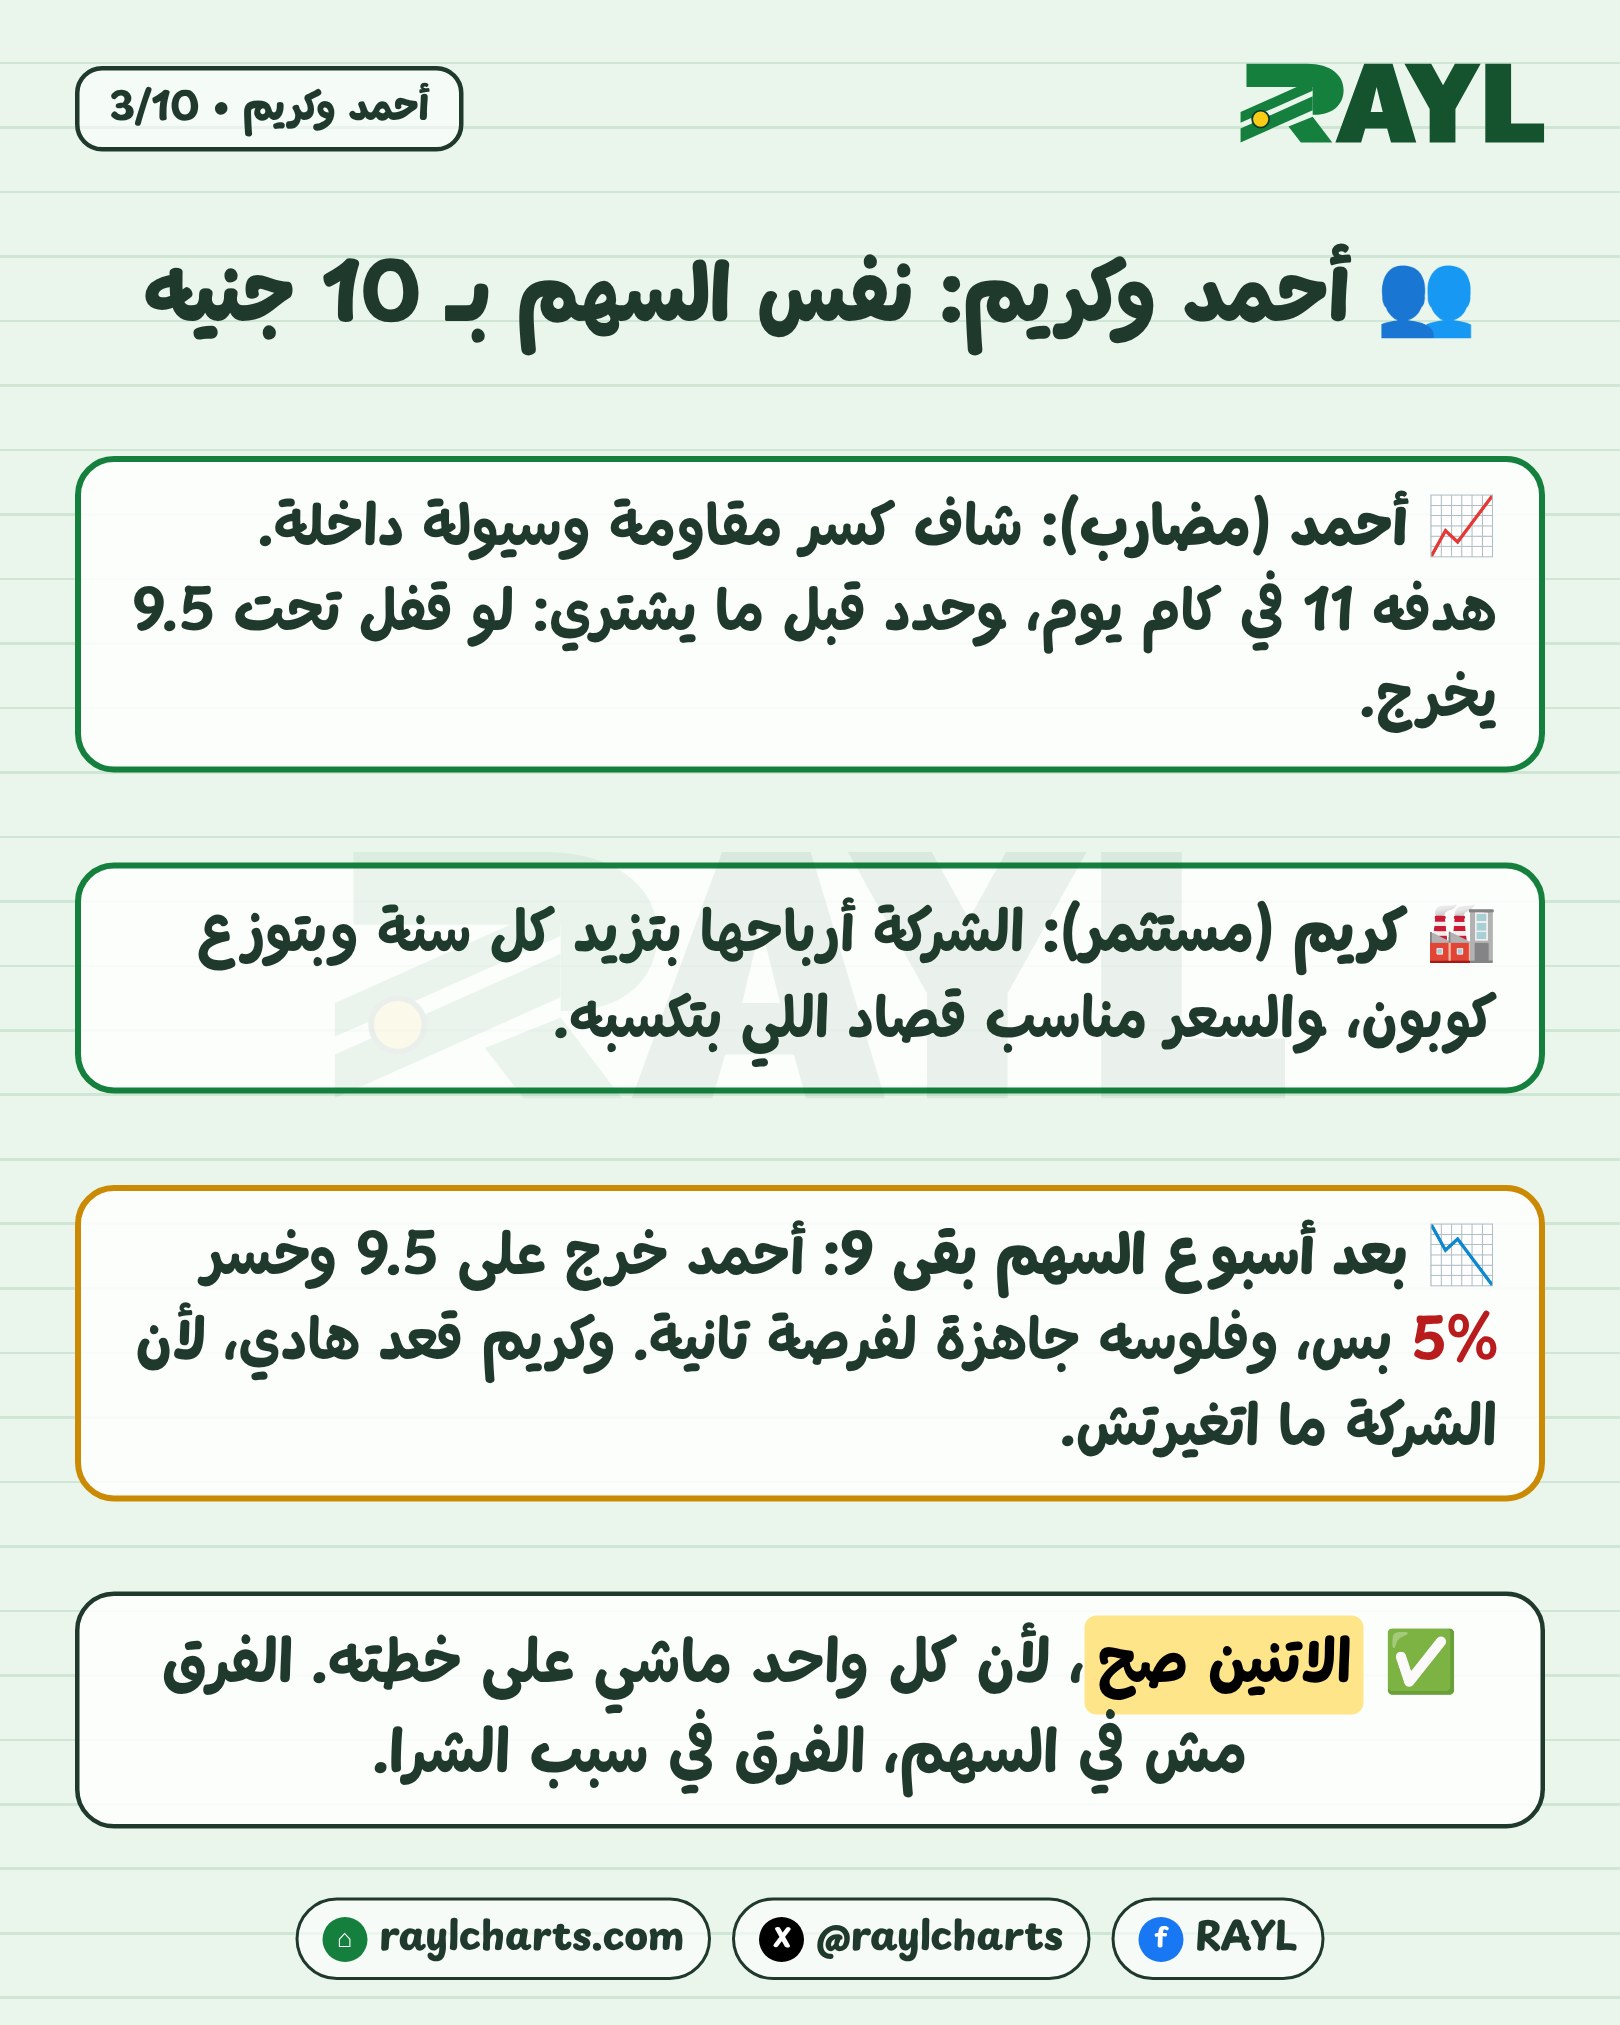 RAYL
أحمد وكريم • 3/10
👥 أحمد وكريم: نفس السهم بـ 10 جنيه
📈 أحمد (مضارب): شاف كسر مقاومة وسيولة داخلة.
هدفه 11 في كام يوم، وحدد قبل ما يشتري: لو قفل تحت 9.5
يخرج.
🏭 كريم (مستثمر): الشركة أرباحها بتزيد كل سنة وبتوزع
كوبون، والسعر مناسب قصاد اللي بتكسبه.
📉 بعد أسبوع السهم بقى 9: أحمد خرج على 9.5 وخسر
5% بس، وفلوسه جاهزة لفرصة تانية. وكريم قعد هادي، لأن
الشركة ما اتغيرتش.
✅ الاتنين صح، لأن كل واحد ماشي على خطته. الفرق
مش في السهم، الفرق في سبب الشرا.
raylcharts.com
@raylcharts
RAYL